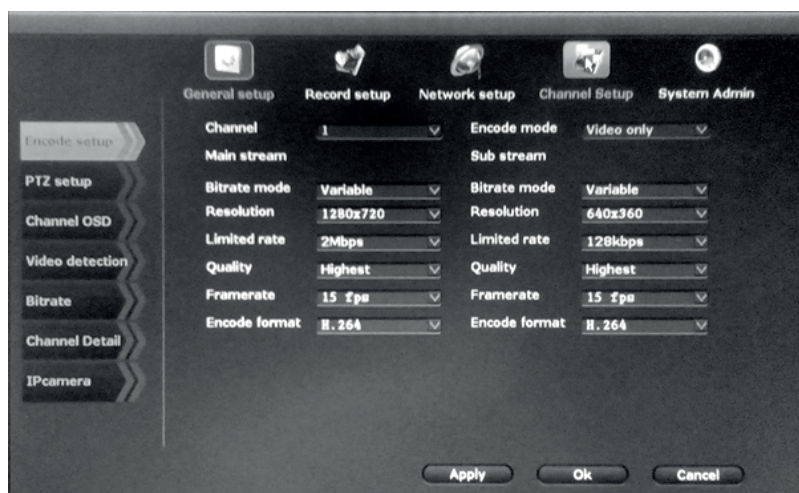 General setup Record setup Network setup Channel Setup System Admin
Encode setup
PTZ setup
Channel OSD
Video detection
Bitrate
Channel Detail
IPcamera
Channel 1 Encode mode Video only
Main stream Sub stream
Bitrate mode Variable Bitrate mode Variable
Resolution 1280x720 Resolution 640x360
Limited rate 2Mbps Limited rate 128kbps
Quality Highest Quality Highest
Framerate 15 fps Framerate 15 fps
Encode format H.264 Encode format H.264
Apply Ok Cancel